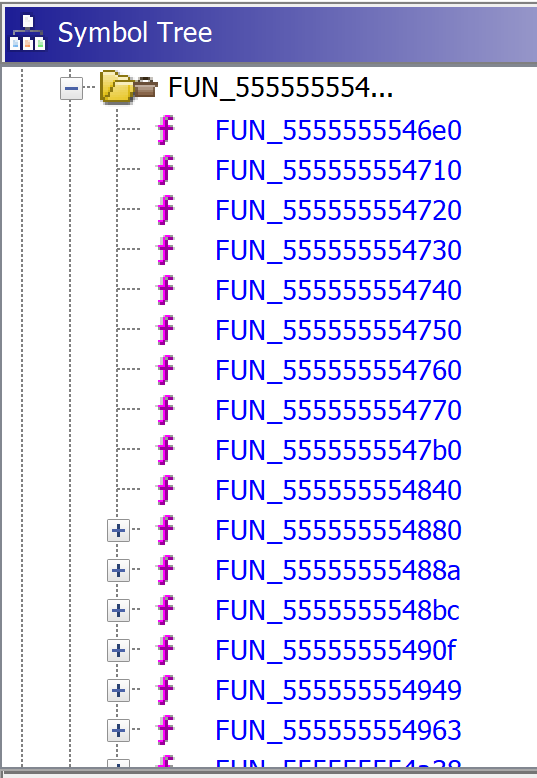 Symbol Tree
FUN_555555554...
FUN_5555555546e0
FUN_555555554710
FUN_555555554720
FUN_555555554730
FUN_555555554740
FUN_555555554750
FUN_555555554760
FUN_555555554770
FUN_5555555547b0
FUN_555555554840
FUN_555555554880
FUN_55555555488a
FUN_5555555548bc
FUN_55555555490f
FUN_555555554949
FUN_555555554963